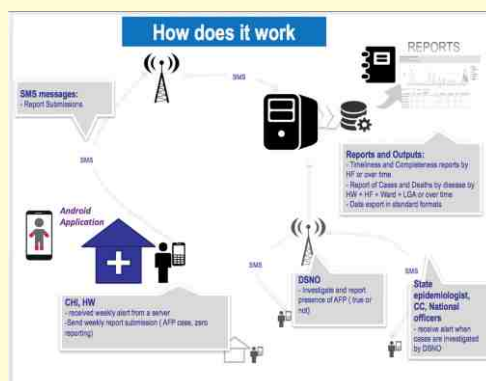 How does it work
REPORTS
SMS
SMS messages:
- Report Submissions
SMS
Reports and Outputs:
- Timeliness and Completeness reports by
HF or over time.
- Report of Cases and Deaths by disease by
HW + HF + Ward + LGA or over time
- Data export in standard formats
Android
Application
CHI, HW
- received weekly alert from a server
-Send weekly report submission ( AFP case, zero
reporting)
SMS
DSNO
- Investigate and report
presence of AFP ( true or
not)
SMS
State
epidemiologist,
CC, National
officers
- receive alert when
cases are investigated
by DSNO